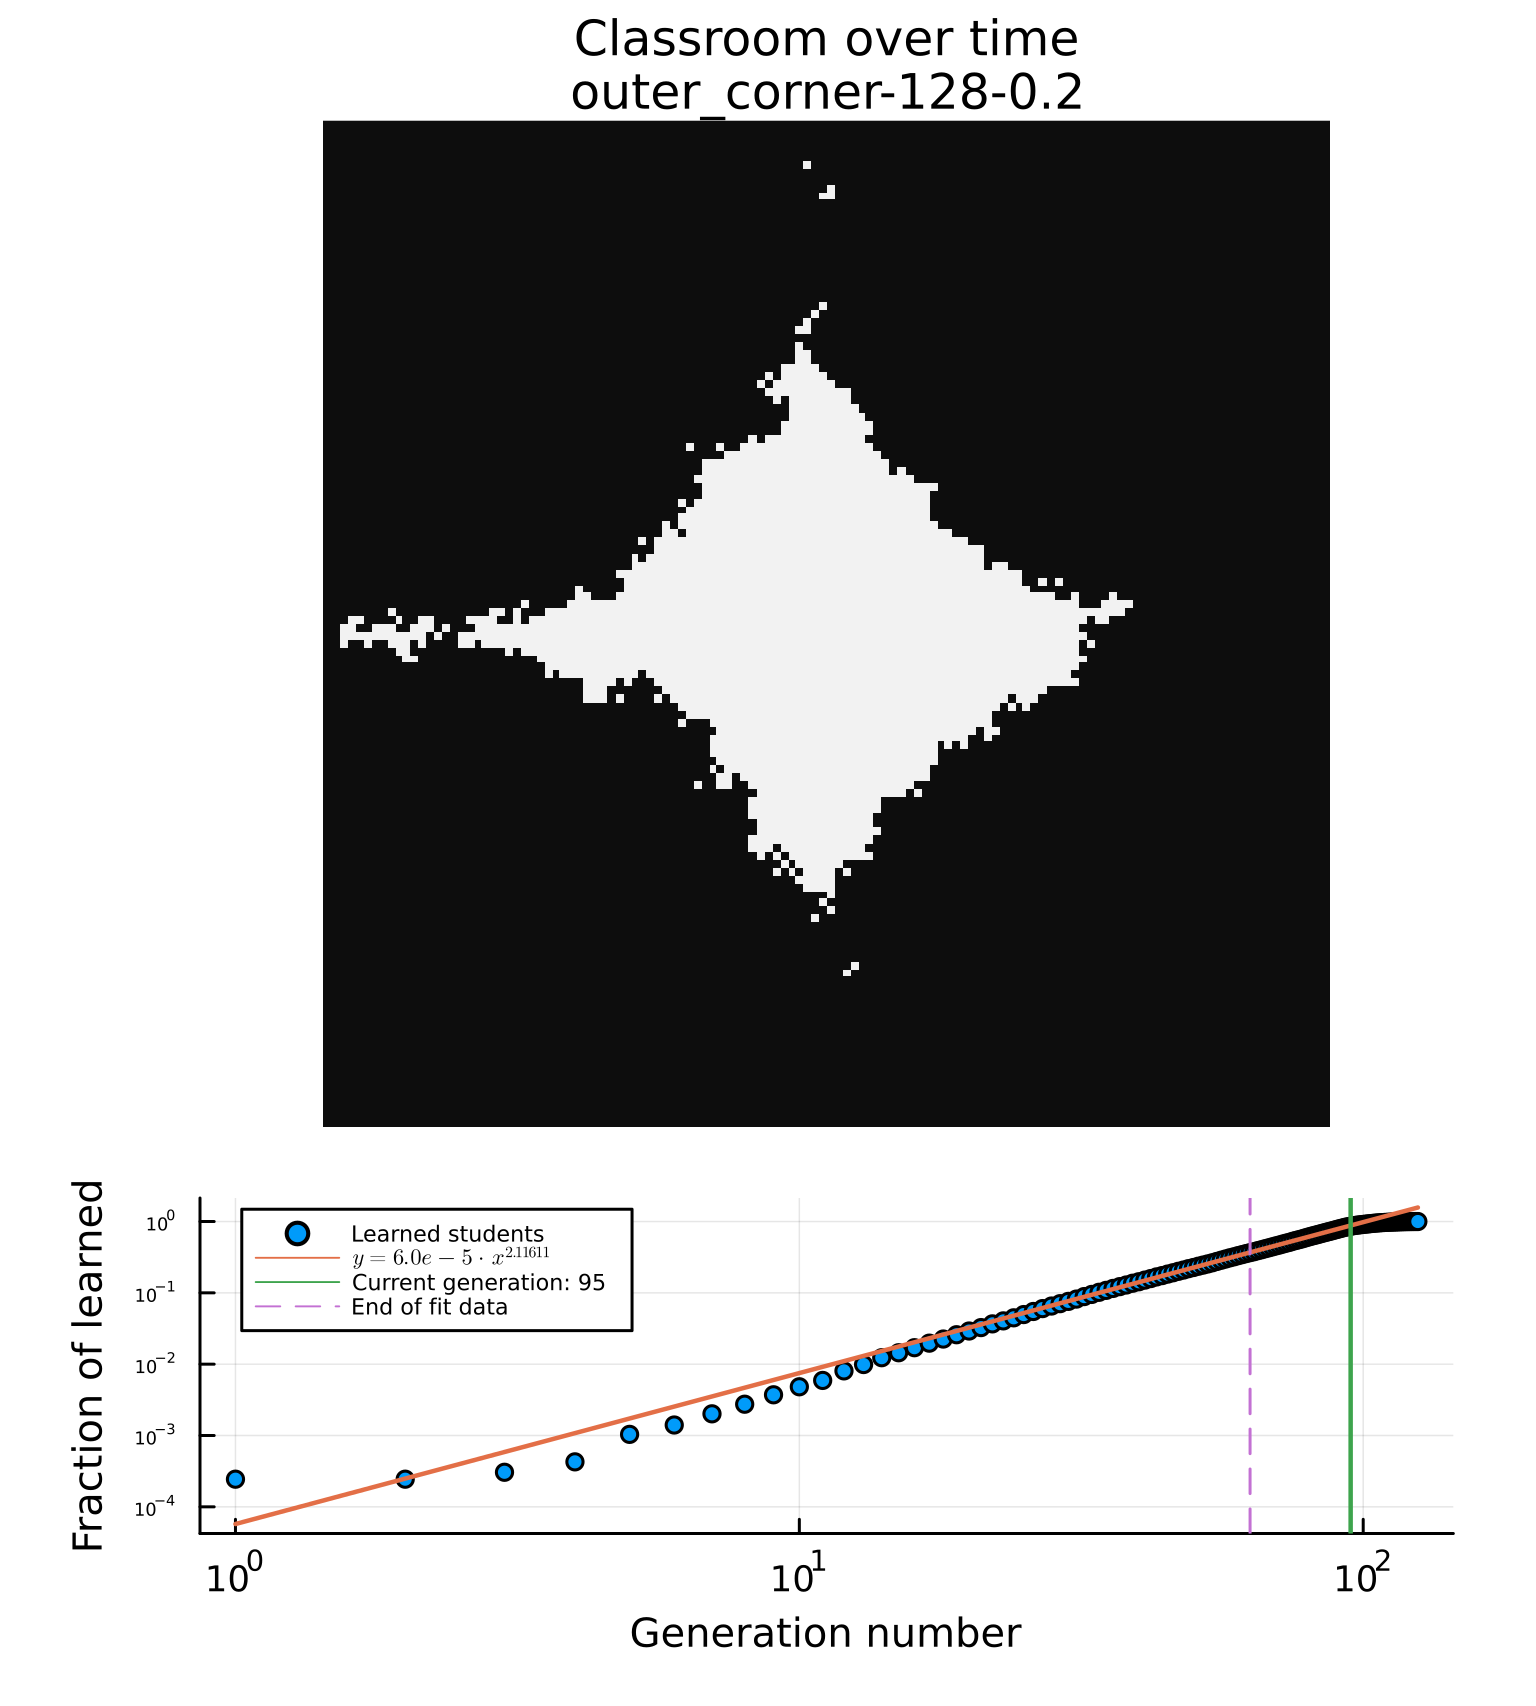 Classroom over time
outer_corner-128-0.2
Fraction of learned
10^0
10^-1
10^-2
10^-3
10^-4
Learned students
y = 6.0e − 5 · x^2.11611
Current generation: 95
End of fit data
10^0 10^1 10^2
Generation number